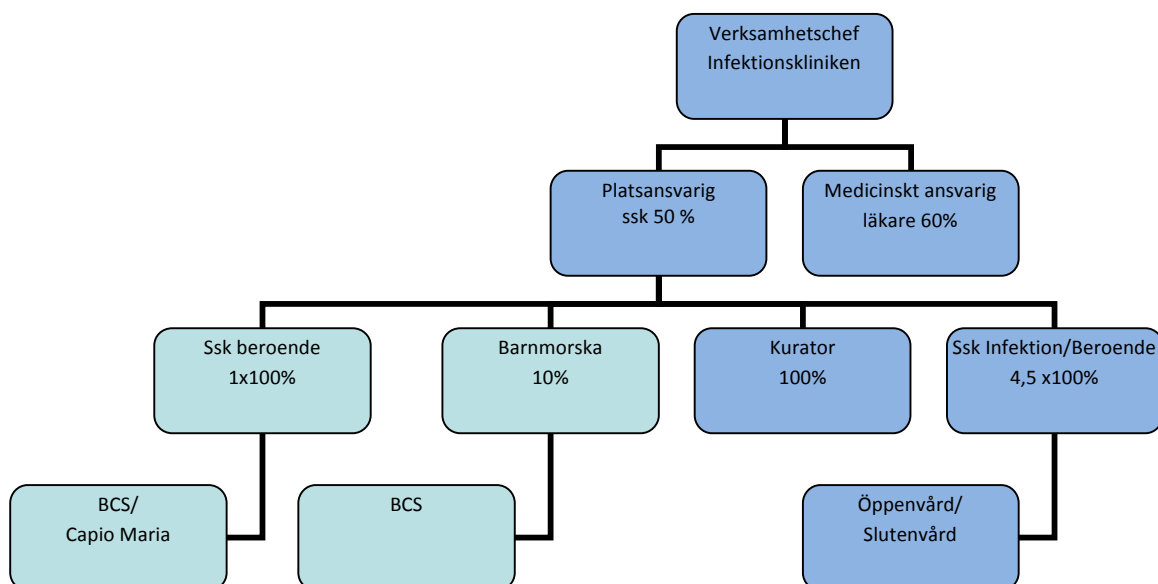 Verksamhetschef
Infektionskliniken
Platsansvarig
ssk 50 %
Medicinskt ansvarig
läkare 60%
Ssk beroende
1x100%
Barnmorska
10%
Kurator
100%
Ssk Infektion/Beroende
4,5 x100%
BCS/
Capio Maria
BCS
Öppenvård/
Slutenvård